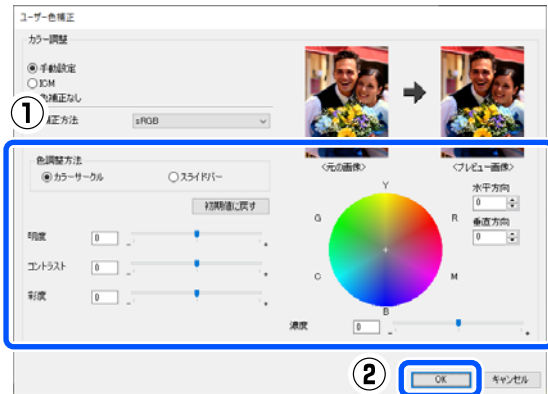 ユーザー色補正
カラー調整
手動設定
ICM
色補正なし
①
補正方法 sRGB
<元の画像> <プレビュー画像>
色調整方法
カラーサークル スライドバー
初期値に戻す
明度 0 - +
コントラスト 0 - +
彩度 0 - +
Y
G R
C M
B
水平方向
0
垂直方向
0
濃度 0 - +
② OK キャンセル